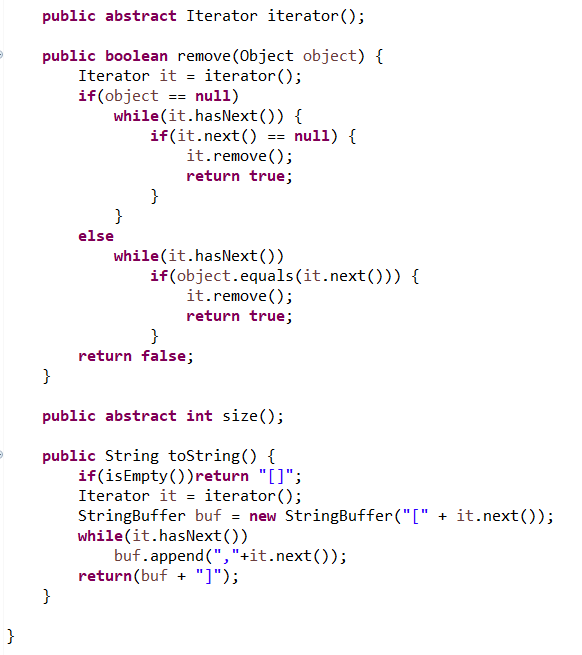 public abstract Iterator iterator();
public boolean remove(Object object) {
Iterator it = iterator();
if(object == null)
while(it.hasNext()) {
if(it.next() == null) {
it.remove();
return true;
}
}
else
while(it.hasNext())
if(object.equals(it.next())) {
it.remove();
return true;
}
return false;
}
public abstract int size();
public String toString() {
if(isEmpty())return "[]";
Iterator it = iterator();
StringBuffer buf = new StringBuffer("[" + it.next());
while(it.hasNext())
buf.append(","+it.next());
return(buf + "]");
}
}